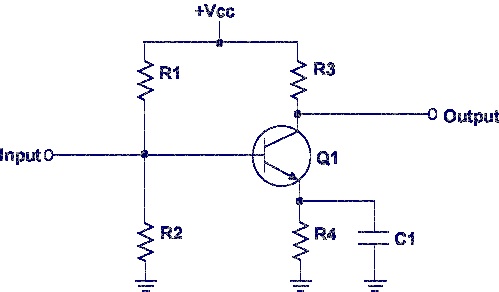 +Vcc
R1
R3
Output
Input
Q1
R2
R4
C1